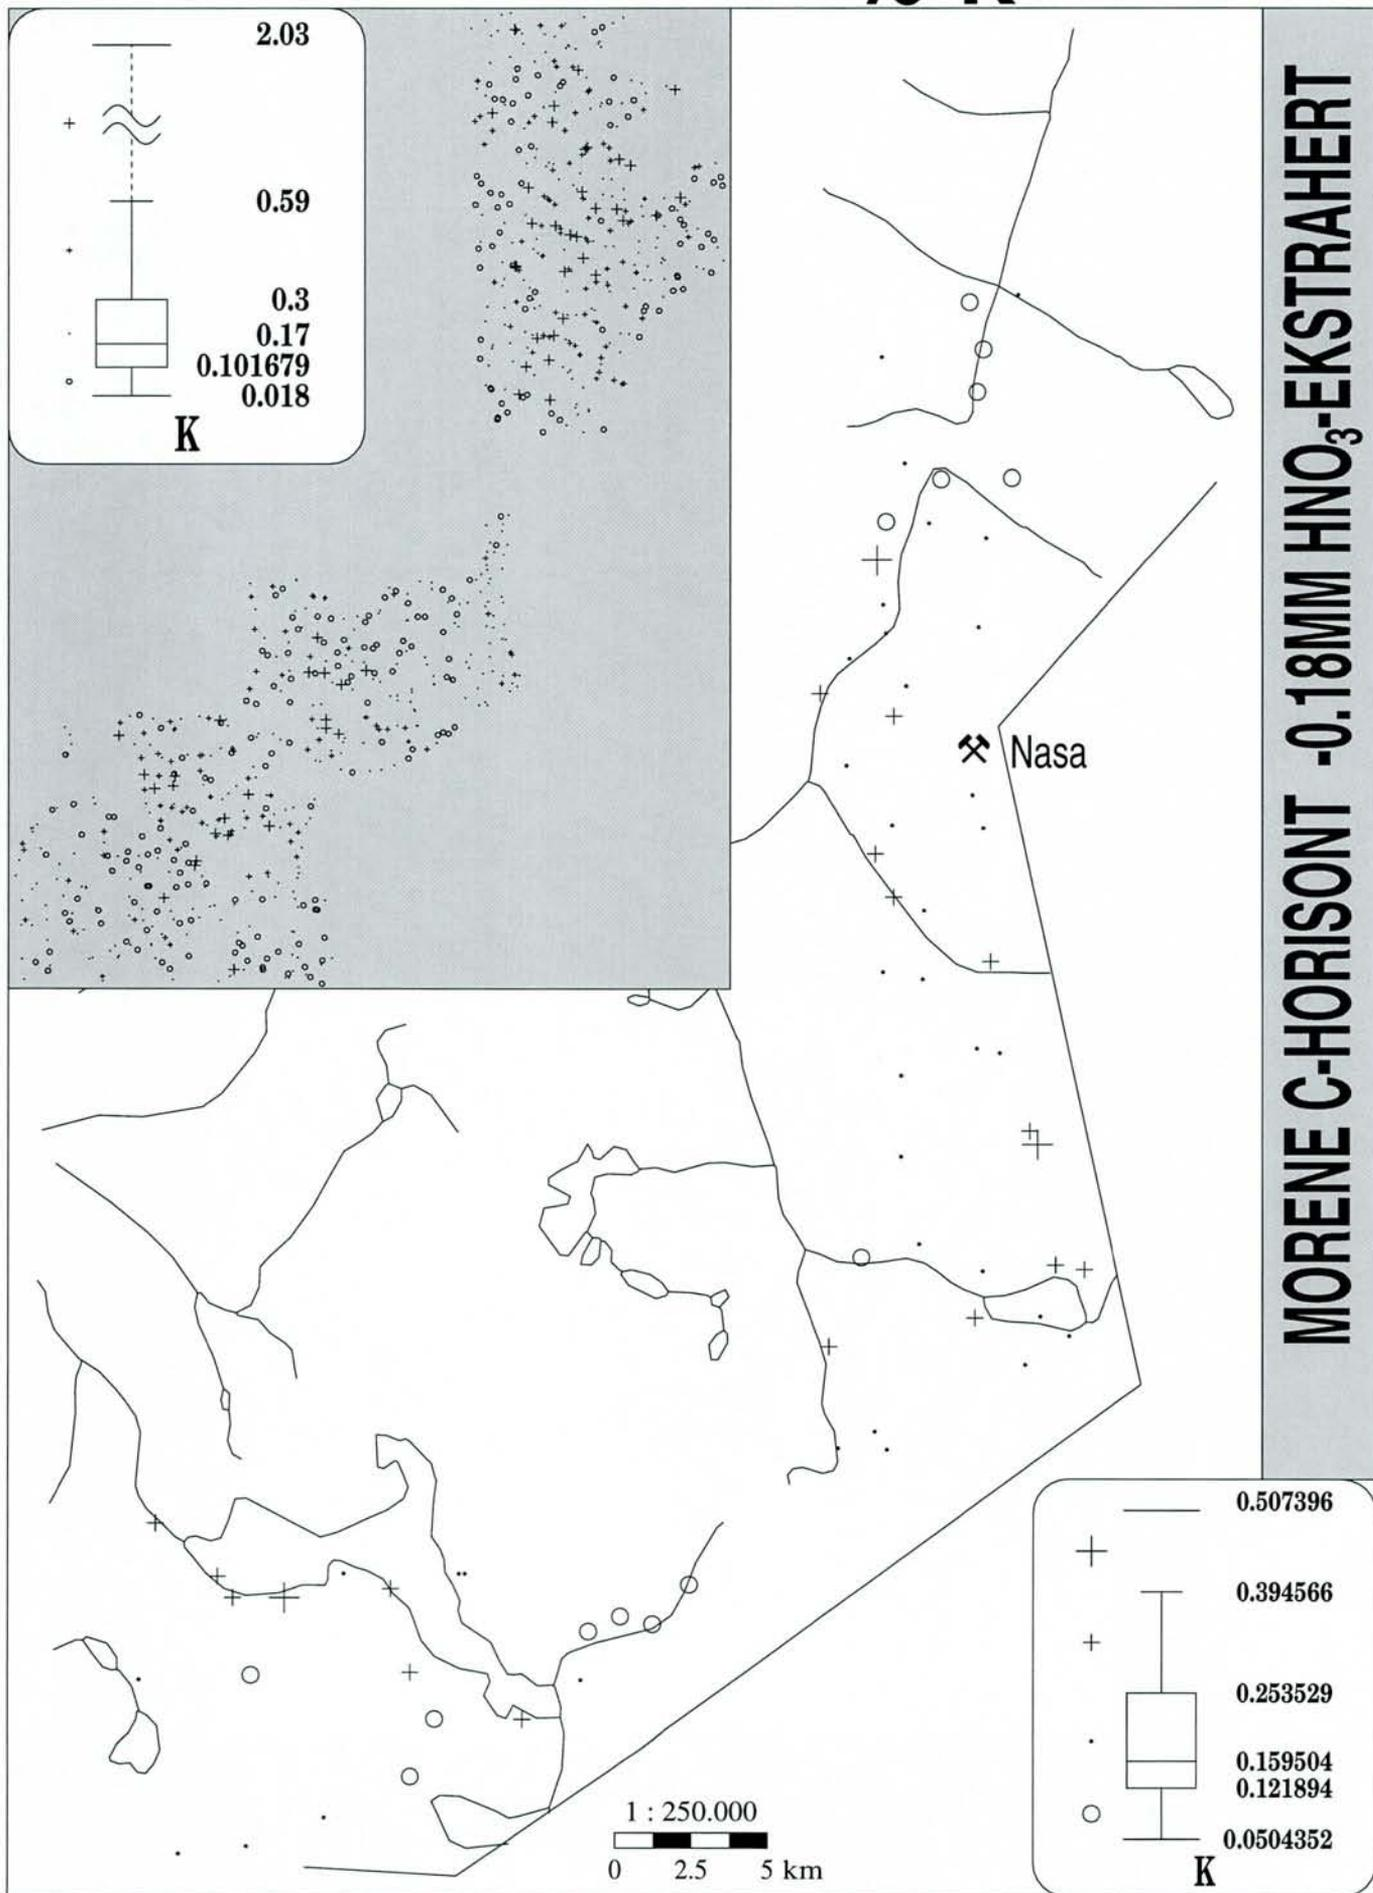 % K
2.03
0.59
0.3
0.17
0.101679
0.018
K
MORENE C-HORISONT -0.18MM HNO₃-EKSTRAHERT
Nasa
0.507396
0.394566
0.253529
0.159504
0.121894
0.0504352
K
1 : 250.000
0 2.5 5 km